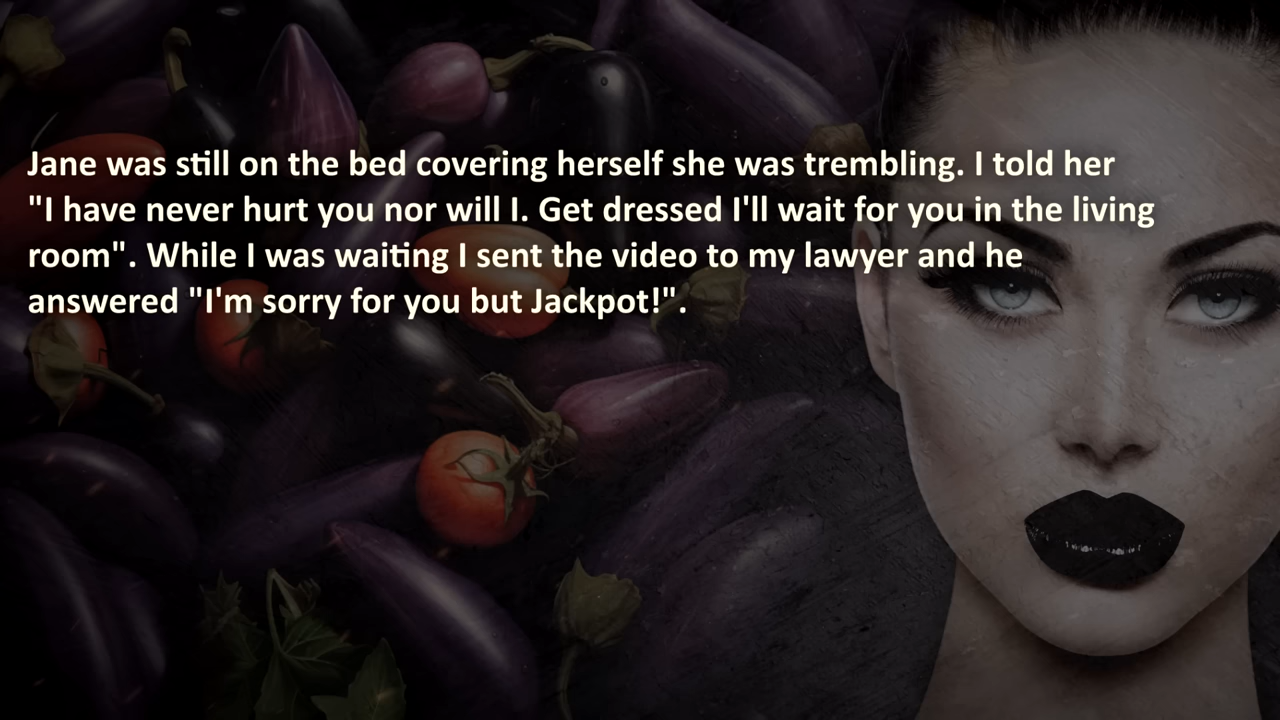 Jane was still on the bed covering herself she was trembling. I told her
"I have never hurt you nor will I. Get dressed I'll wait for you in the living
room". While I was waiting I sent the video to my lawyer and he
answered "I'm sorry for you but Jackpot!".